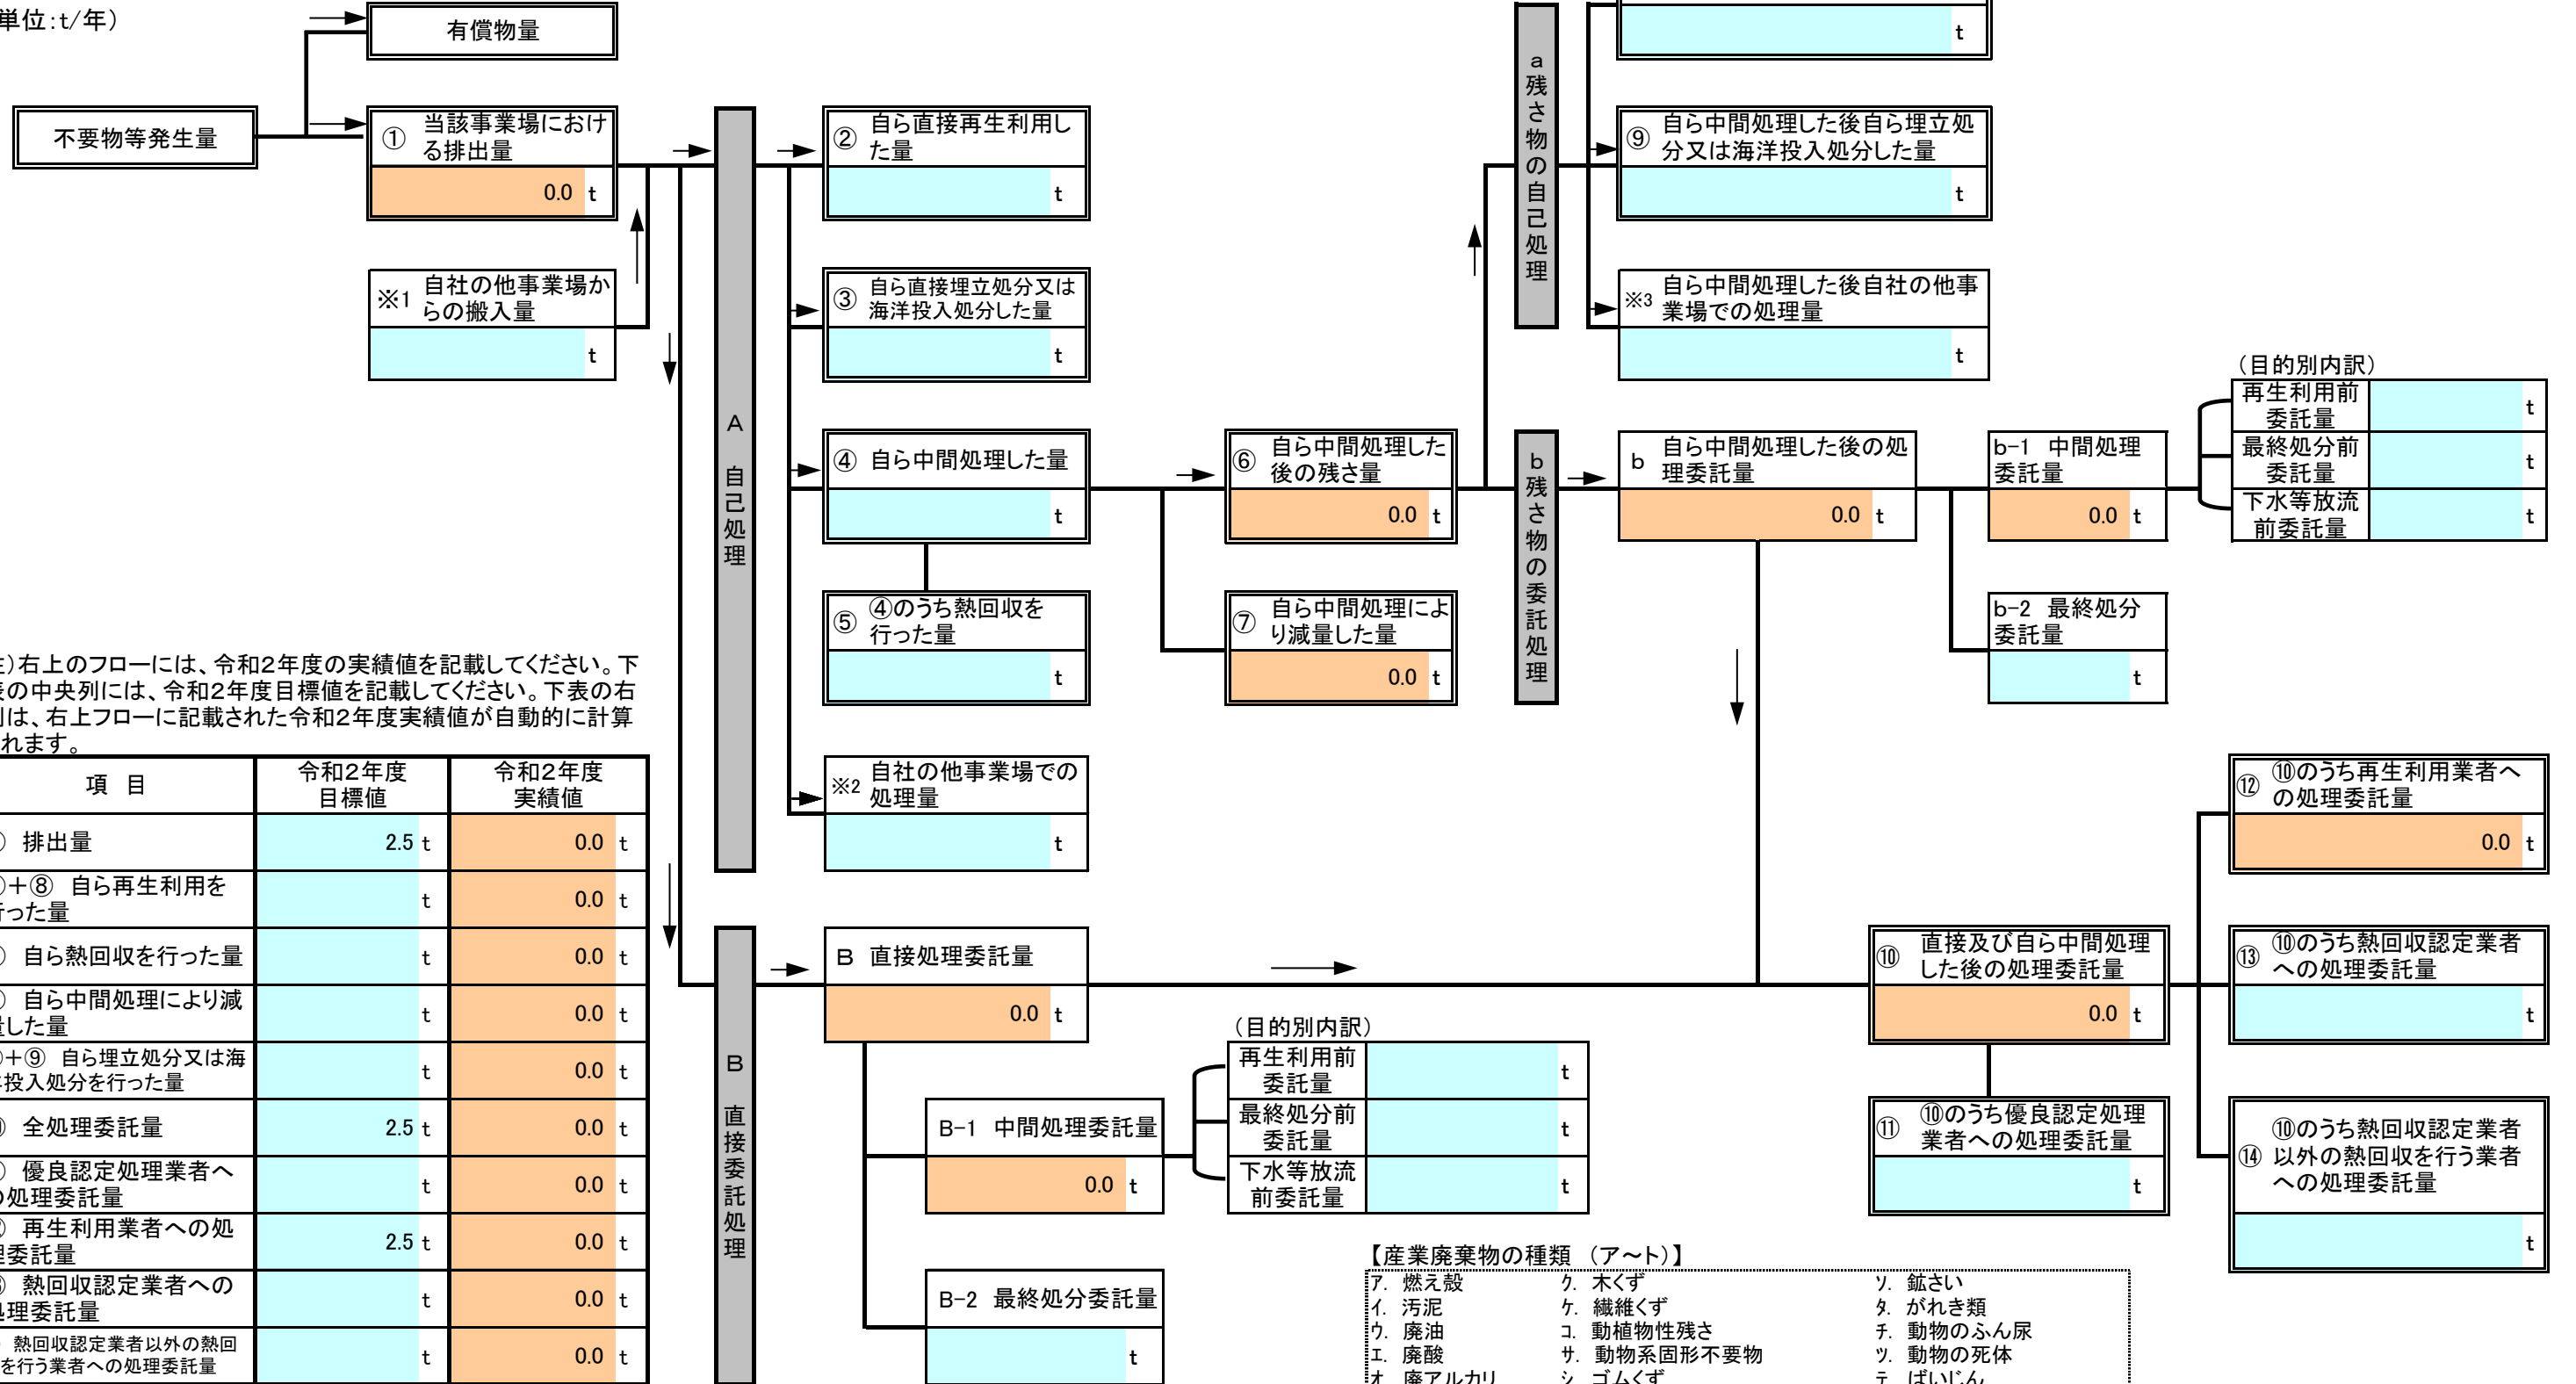 単位:t/年)
有償物量
不要物等発生量
① 当該事業場におけ
る排出量
0.0 t
※1 自社の他事業場か
らの搬入量
t
A 自己処理
② 自ら直接再生利用し
た量
t
③ 自ら直接埋立処分又は
海洋投入処分した量
t
④ 自ら中間処理した量
t
⑤ ④のうち熱回収を
行った量
t
※2 自社の他事業場での
処理量
t
⑥ 自ら中間処理した
後の残さ量
0.0 t
⑦ 自ら中間処理によ
り減量した量
0.0 t
a残さ物の自己処理
t
⑨ 自ら中間処理した後自ら埋立処
分又は海洋投入処分した量
t
※3 自ら中間処理した後自社の他事
業場での処理量
t
b残さ物の委託処理
b 自ら中間処理した後の処
理委託量
0.0 t
b-1 中間処理
委託量
0.0 t
b-2 最終処分
委託量
t
(目的別内訳)
再生利用前
委託量
t
最終処分前
委託量
t
下水等放流
前委託量
t
)右上のフローには、令和2年度の実績値を記載してください。下
の中央列には、令和2年度目標値を記載してください。下表の右
は、右上フローに記載された令和2年度実績値が自動的に計算
れます。
項 目
令和2年度
目標値
令和2年度
実績値
排出量 2.5 t 0.0 t
+⑧ 自ら再生利用を
った量
t 0.0 t
自ら熱回収を行った量 t 0.0 t
自ら中間処理により減
した量
t 0.0 t
+⑨ 自ら埋立処分又は海
投入処分を行った量
t 0.0 t
全処理委託量 2.5 t 0.0 t
優良認定処理業者へ
処理委託量
t 0.0 t
再生利用業者への処
委託量
2.5 t 0.0 t
熱回収認定業者への
理委託量
t 0.0 t
熱回収認定業者以外の熱回
を行う業者への処理委託量
t 0.0 t
B 直接委託処理
B 直接処理委託量
0.0 t
B-1 中間処理委託量
0.0 t
B-2 最終処分委託量
t
(目的別内訳)
再生利用前
委託量
t
最終処分前
委託量
t
下水等放流
前委託量
t
⑩ 直接及び自ら中間処理
した後の処理委託量
0.0 t
⑪ ⑩のうち優良認定処理
業者への処理委託量
t
⑫ ⑩のうち再生利用業者へ
の処理委託量
0.0 t
⑬ ⑩のうち熱回収認定業者
への処理委託量
t
⑭ ⑩のうち熱回収認定業者
以外の熱回収を行う業者
への処理委託量
t
【産業廃棄物の種類 (ア~ト)】
ア. 燃え殻 ク. 木くず ソ. 鉱さい
イ. 汚泥 ケ. 繊維くず タ. がれき類
ウ. 廃油 コ. 動植物性残さ チ. 動物のふん尿
エ. 廃酸 サ. 動物系固形不要物 ツ. 動物の死体
オ. 廃アルカリ シ. ゴムくず テ. ばいじん